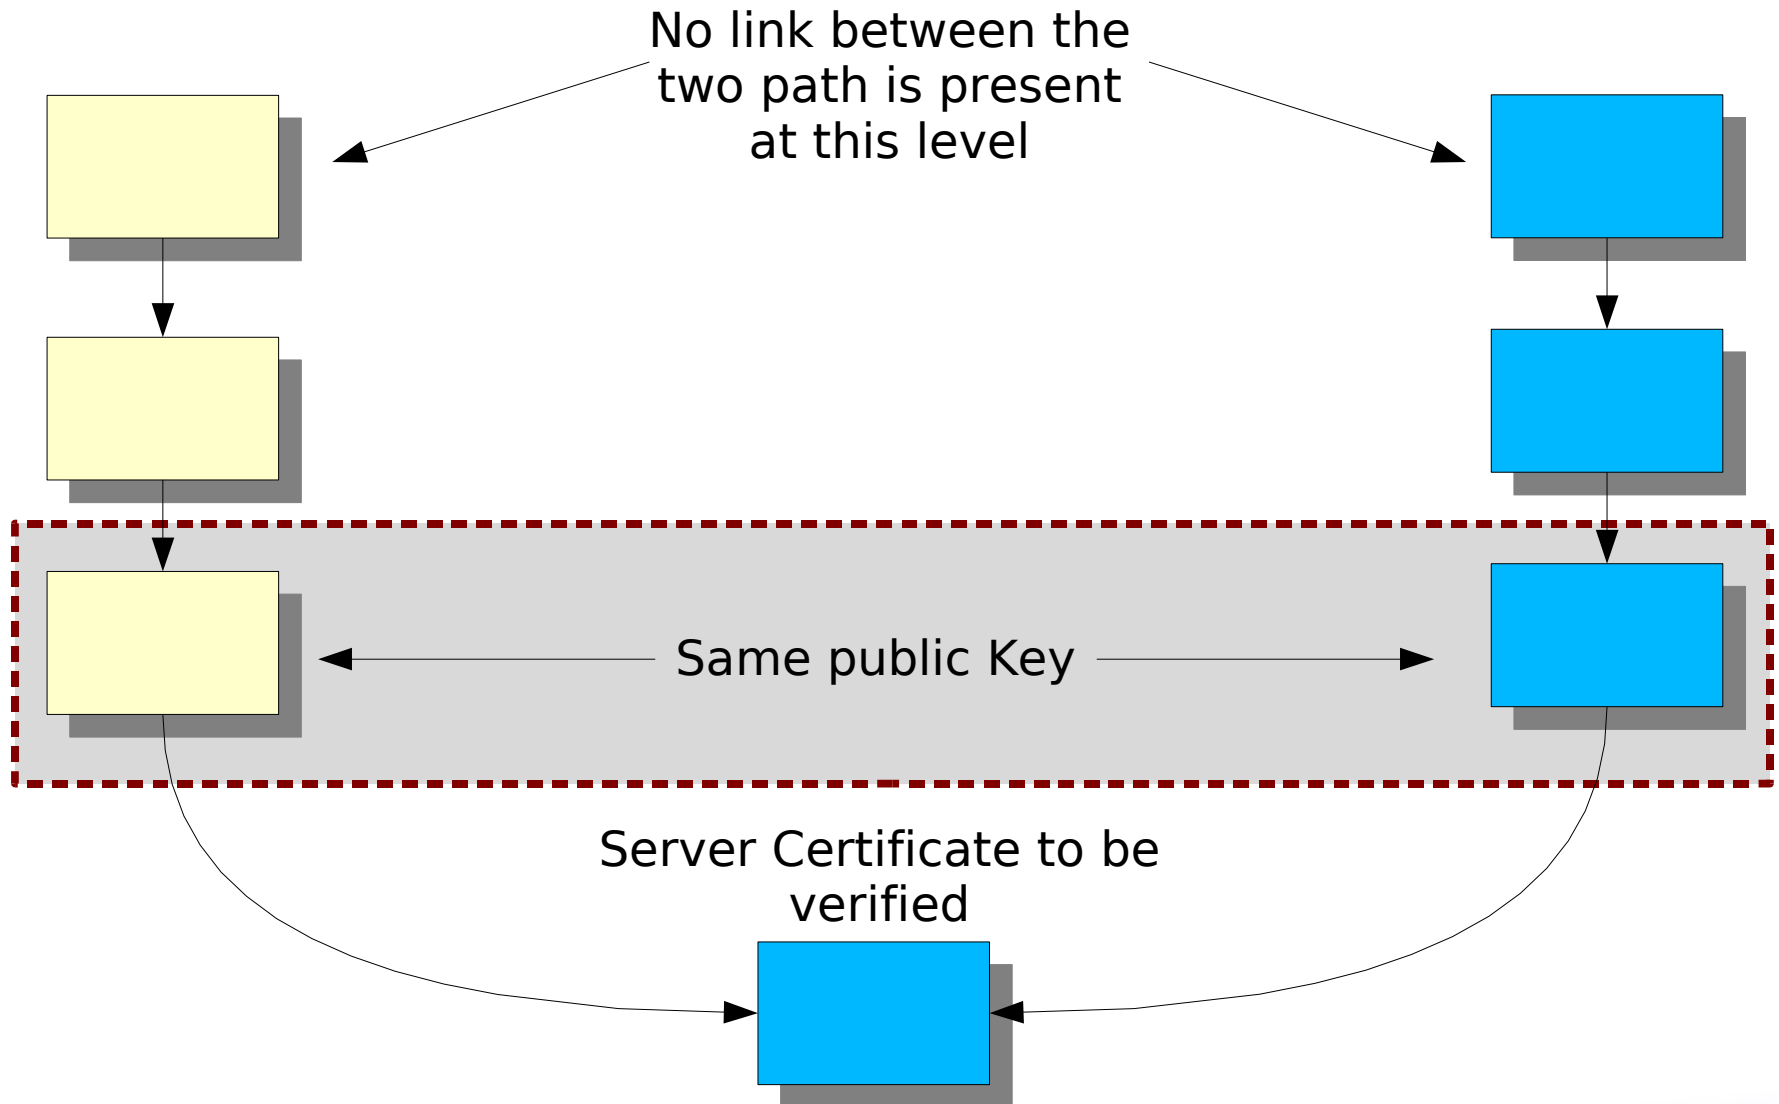 No link between the
two path is present
at this level
Same public Key
Server Certificate to be
verified